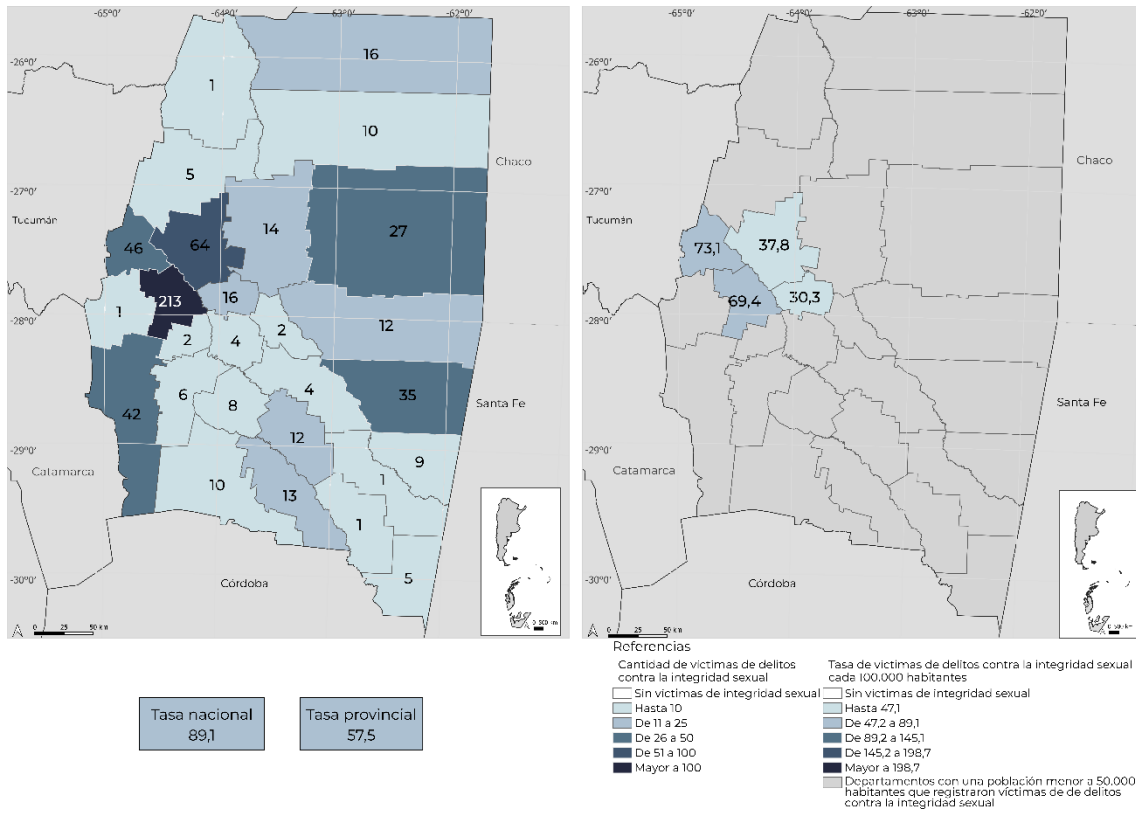 -65°0'
-64°0'
-63°0'
-62°0'
-26°0'
-27°0'
-28°0'
-29°0'
-30°0'
16
1
10
5
Chaco
Tucumán
46
64
14
27
1
213
16
2
4
2
12
42
6
8
4
35
Santa Fe
Catamarca
10
12
13
1
9
1
5
Córdoba
0 25 50 km
0 500 km
-65°0'
-64°0'
-63°0'
-62°0'
-26°0'
-27°0'
-28°0'
-29°0'
-30°0'
Chaco
Tucumán
73,1
37,8
69,4
30,3
Santa Fe
Catamarca
Córdoba
0 25 50 km
0 500 km
Tasa nacional
89,1
Tasa provincial
57,5
Referencias
Cantidad de víctimas de delitos
contra la integridad sexual
Sin víctimas de integridad sexual
Hasta 10
De 11 a 25
De 26 a 50
De 51 a 100
Mayor a 100
Tasa de víctimas de delitos contra la integridad sexual
cada 100.000 habitantes
Sin víctimas de integridad sexual
Hasta 47,1
De 47,2 a 89,1
De 89,2 a 145,1
De 145,2 a 198,7
Mayor a 198,7
Departamentos con una población menor a 50.000
habitantes que registraron víctimas de de delitos
contra la integridad sexual